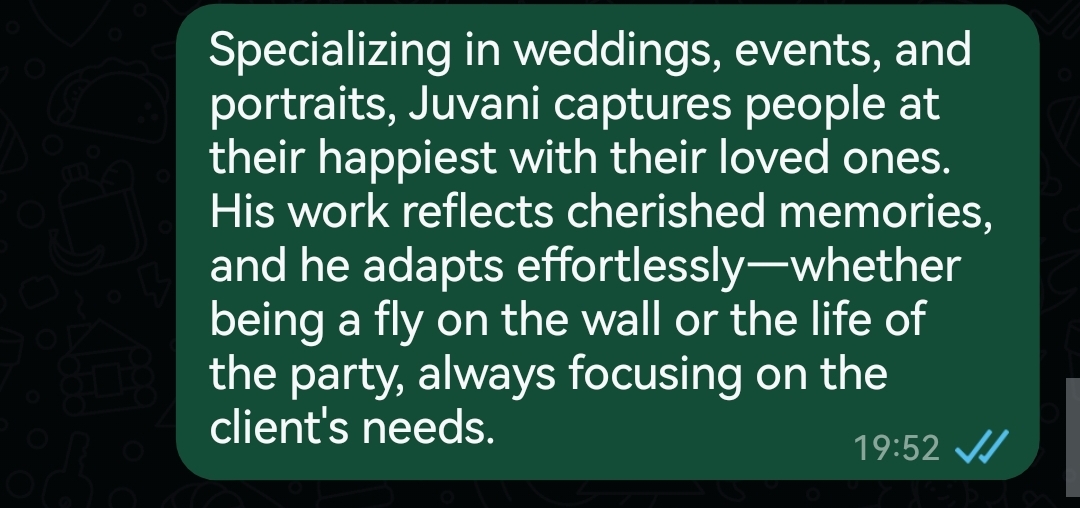 Specializing in weddings, events, and
portraits, Juvani captures people at
their happiest with their loved ones.
His work reflects cherished memories,
and he adapts effortlessly—whether
being a fly on the wall or the life of
the party, always focusing on the
client's needs.
19:52